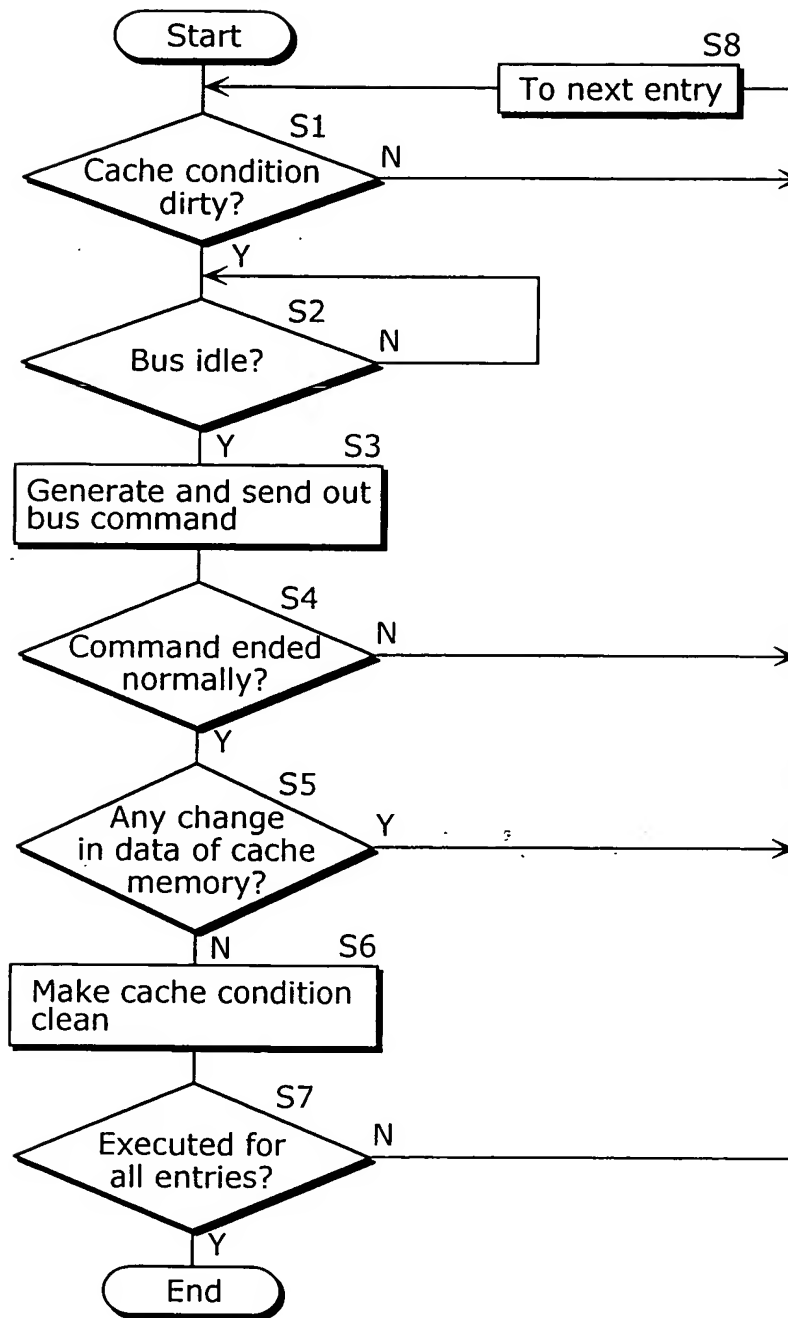 Start
S8
To next entry
S1
Cache condition
dirty?
N
Y
S2
Bus idle?
N
Y
S3
Generate and send out
bus command
S4
Command ended
normally?
N
Y
S5
Any change
in data of cache
memory?
Y
N
S6
Make cache condition
clean
S7
Executed for
all entries?
N
Y
End